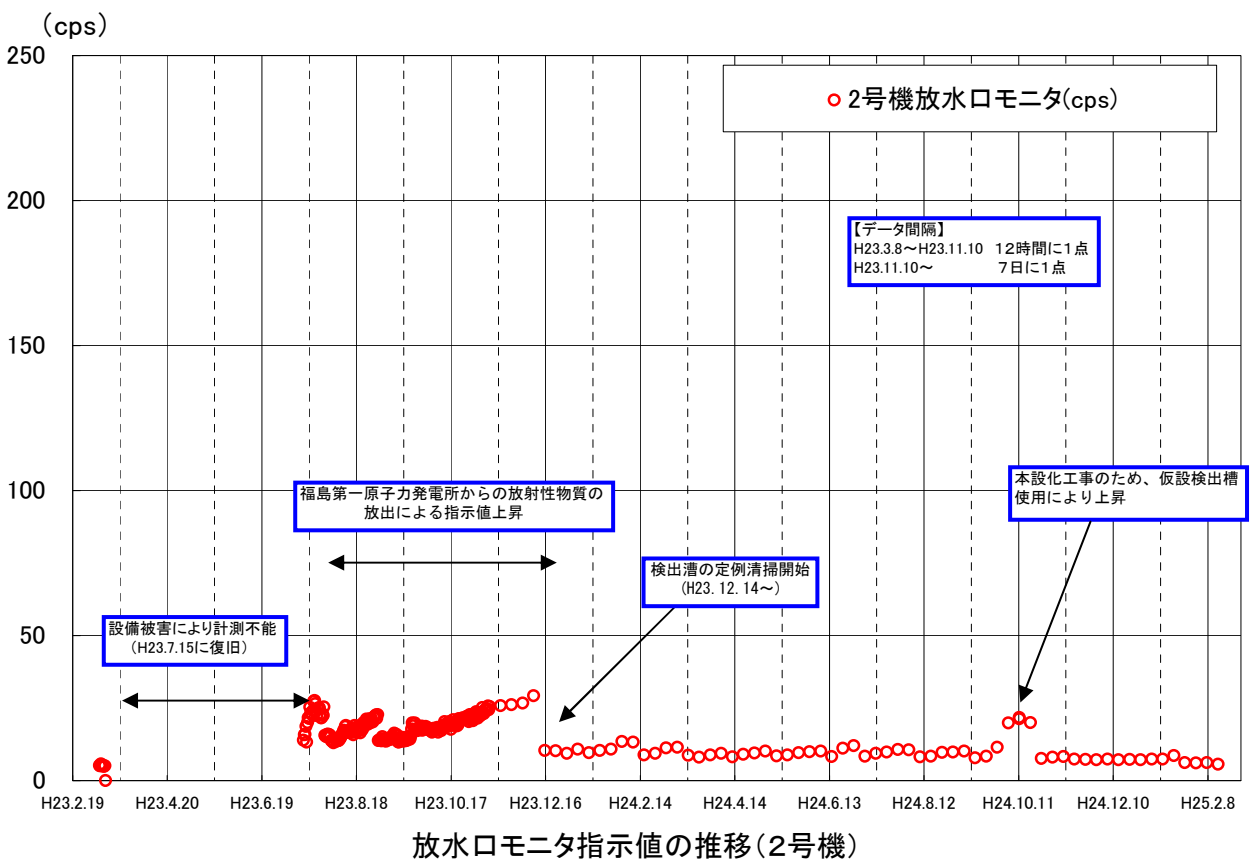 (cps)
250
200
150
100
50
0
2号機放水口モニタ(cps)
【データ間隔】
H23.3.8～H23.11.10 12時間に1点
H23.11.10～ 7日に1点
福島第一原子力発電所からの放射性物質の
放出による指示値上昇
本設化工事のため、仮設検出槽
使用により上昇
検出漕の定例清掃開始
(H23.12.14～)
設備被害により計測不能
(H23.7.15に復旧)
H23.2.19 H23.4.20 H23.6.19 H23.8.18 H23.10.17 H23.12.16 H24.2.14 H24.4.14 H24.6.13 H24.8.12 H24.10.11 H24.12.10 H25.2.8
放水口モニタ指示値の推移(2号機)